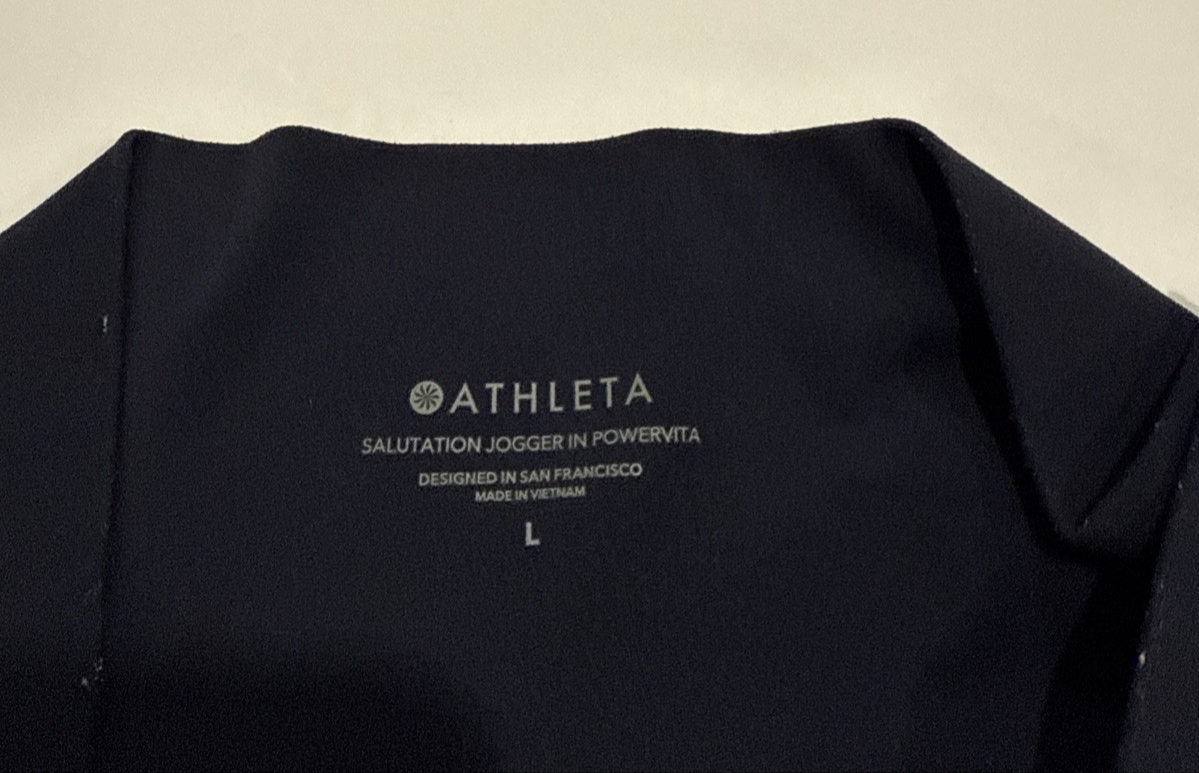 ATHLETA
SALUTATION JOGGER IN POWERVITA
DESIGNED IN SAN FRANCISCO
MADE IN VIETNAM
L